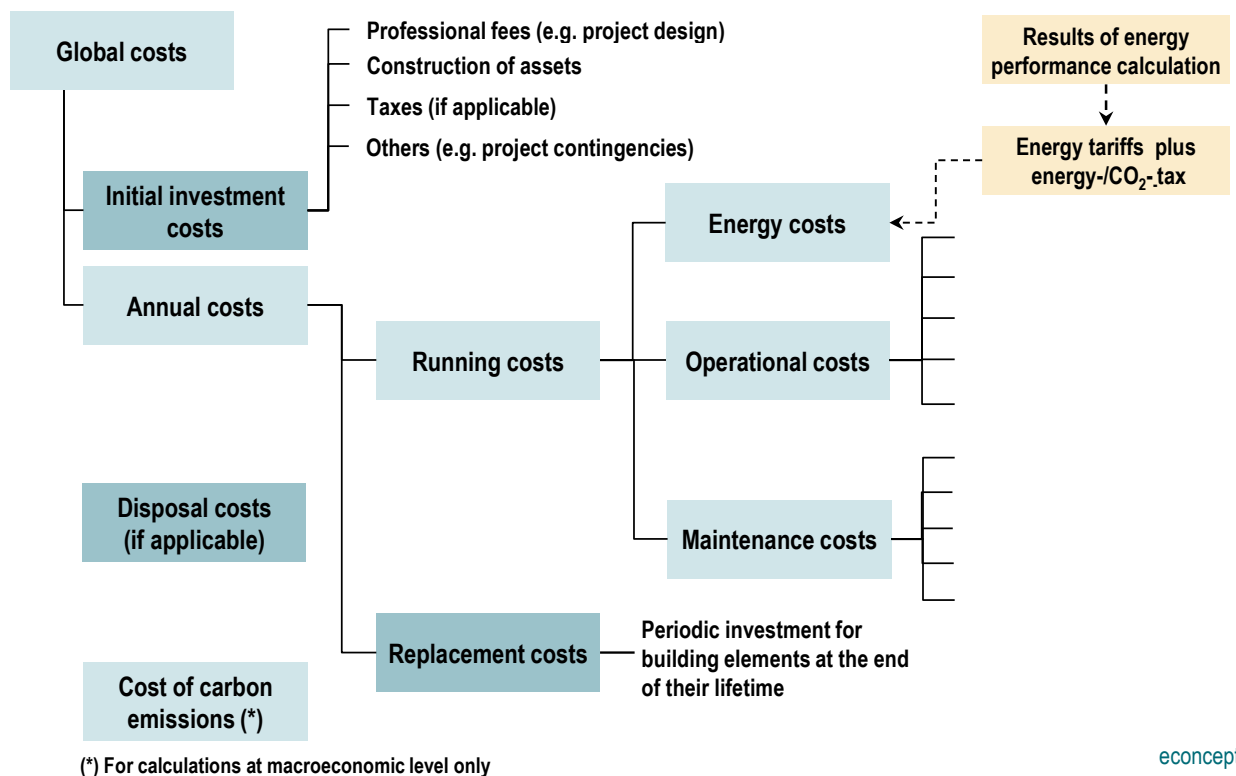 Global costs
Professional fees (e.g. project design)
Construction of assets
Taxes (if applicable)
Others (e.g. project contingencies)
Results of energy
performance calculation
Energy tariffs plus
energy-/CO₂-.tax
Initial investment
costs
Energy costs
Annual costs
Running costs
Operational costs
Disposal costs
(if applicable)
Maintenance costs
Replacement costs
Periodic investment for
building elements at the end
of their lifetime
Cost of carbon
emissions (*)
(*) For calculations at macroeconomic level only
econcept